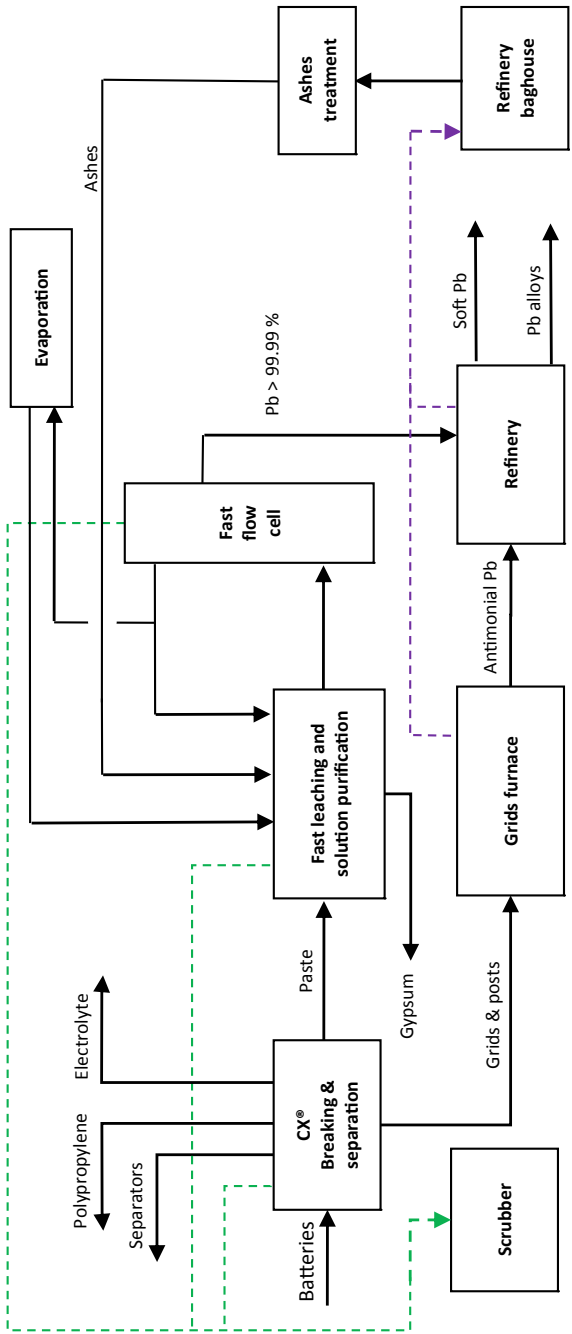 Polypropylene
Separators
Electrolyte
Batteries
CX®
Breaking &
separation
Paste
Grids & posts
Scrubber
Gypsum
Fast leaching and
solution purification
Grids furnace
Antimonial Pb
Fast
flow
cell
Evaporation
Pb > 99.99 %
Refinery
Soft Pb
Pb alloys
Ashes
Ashes
treatment
Refinery
baghouse